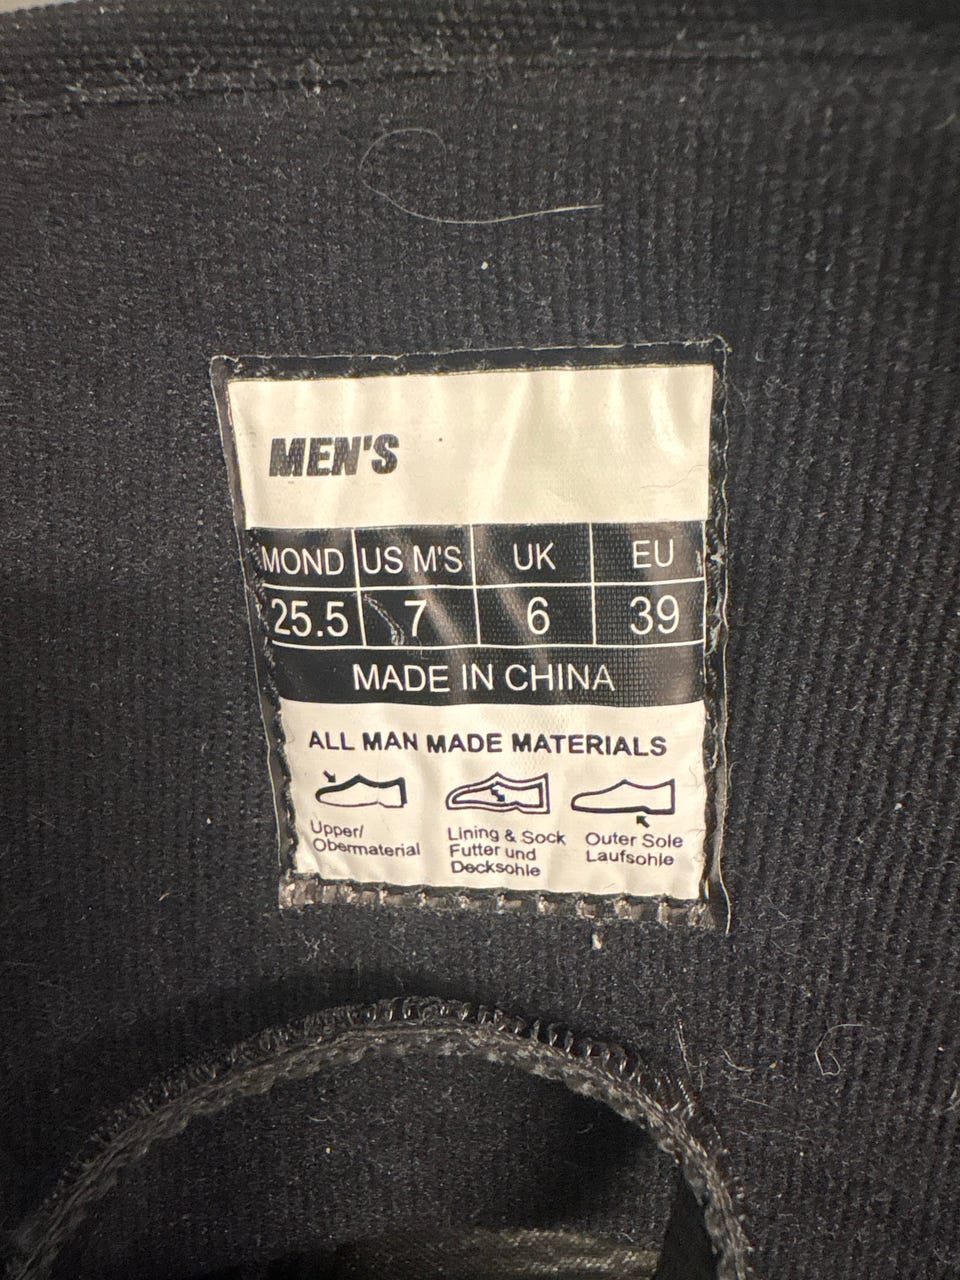 MEN'S
MOND US M'S UK EU
25.5 7 6 39
MADE IN CHINA
ALL MAN MADE MATERIALS
Upper/
Obermaterial
Lining & Sock
Futter und
Decksohle
Outer Sole
Laufsohle